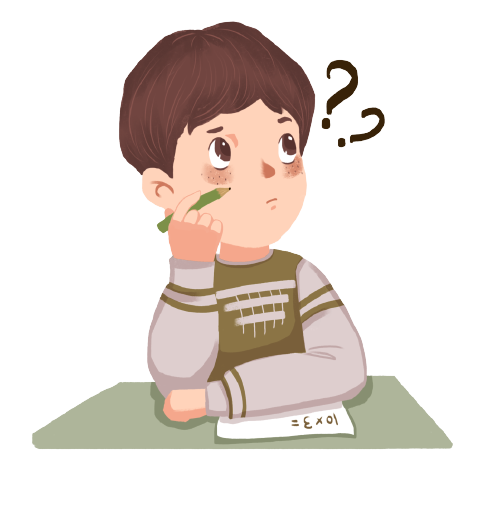 ??
10 x 3 =